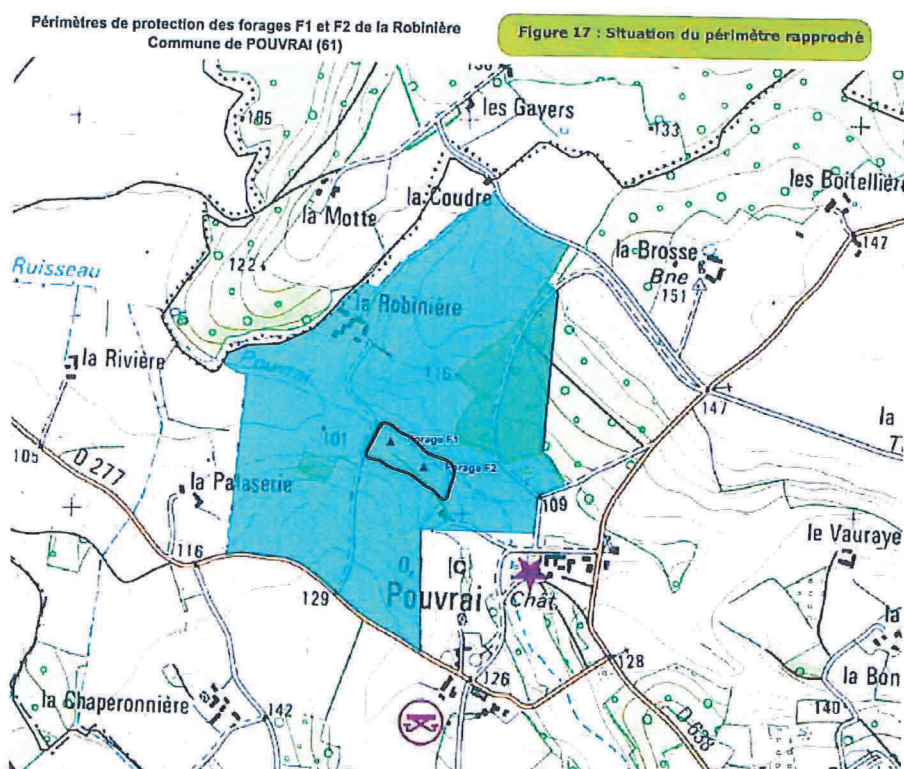 Périmètres de protection des forages F1 et F2 de la Robinière
Commune de POUVRAI (61)
Figure 17 : Situation du périmètre rapproché
les Gayers
133
la Motte
la Coudre
les Boitellière
147
la Brosse
Bne
151
122
Ruisseau
la Robinière
la Rivière
116
147
la
101
Forage F1
Forage F2
105
D 277
la Palaserie
109
le Vauraye
116
Pouvrai
Chât.
129
128
la
126
la Bon
la Chaperonnière
142
140
D 638